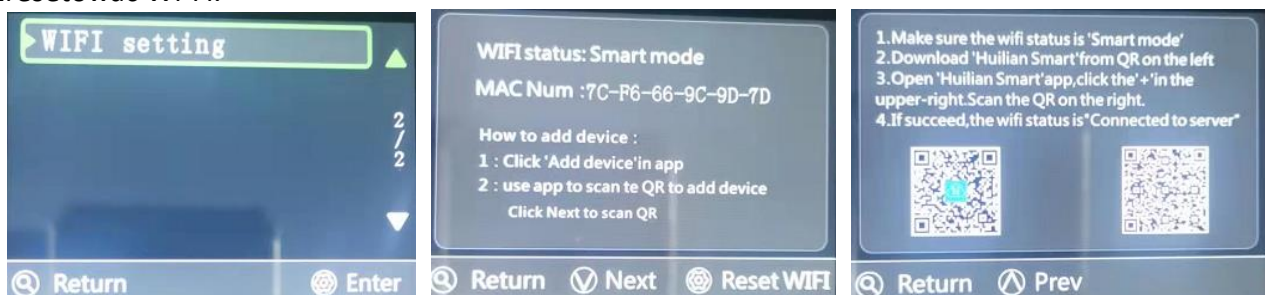 WIFI setting
2
/
2
Return
Enter
WIFI status: Smart mode
MAC Num :7C-F6-66-9C-9D-7D
How to add device :
1 : Click 'Add device'in app
2 : use app to scan te QR to add device
Click Next to scan QR
Return
Next
Reset WIFI
1.Make sure the wifi status is 'Smart mode'
2.Download 'Huilian Smart'from QR on the left
3.Open 'Huilian Smart'app,click the'+'in the
upper-right.Scan the QR on the right.
4.If succeed,the wifi status is"Connected to server"
Return
Prev